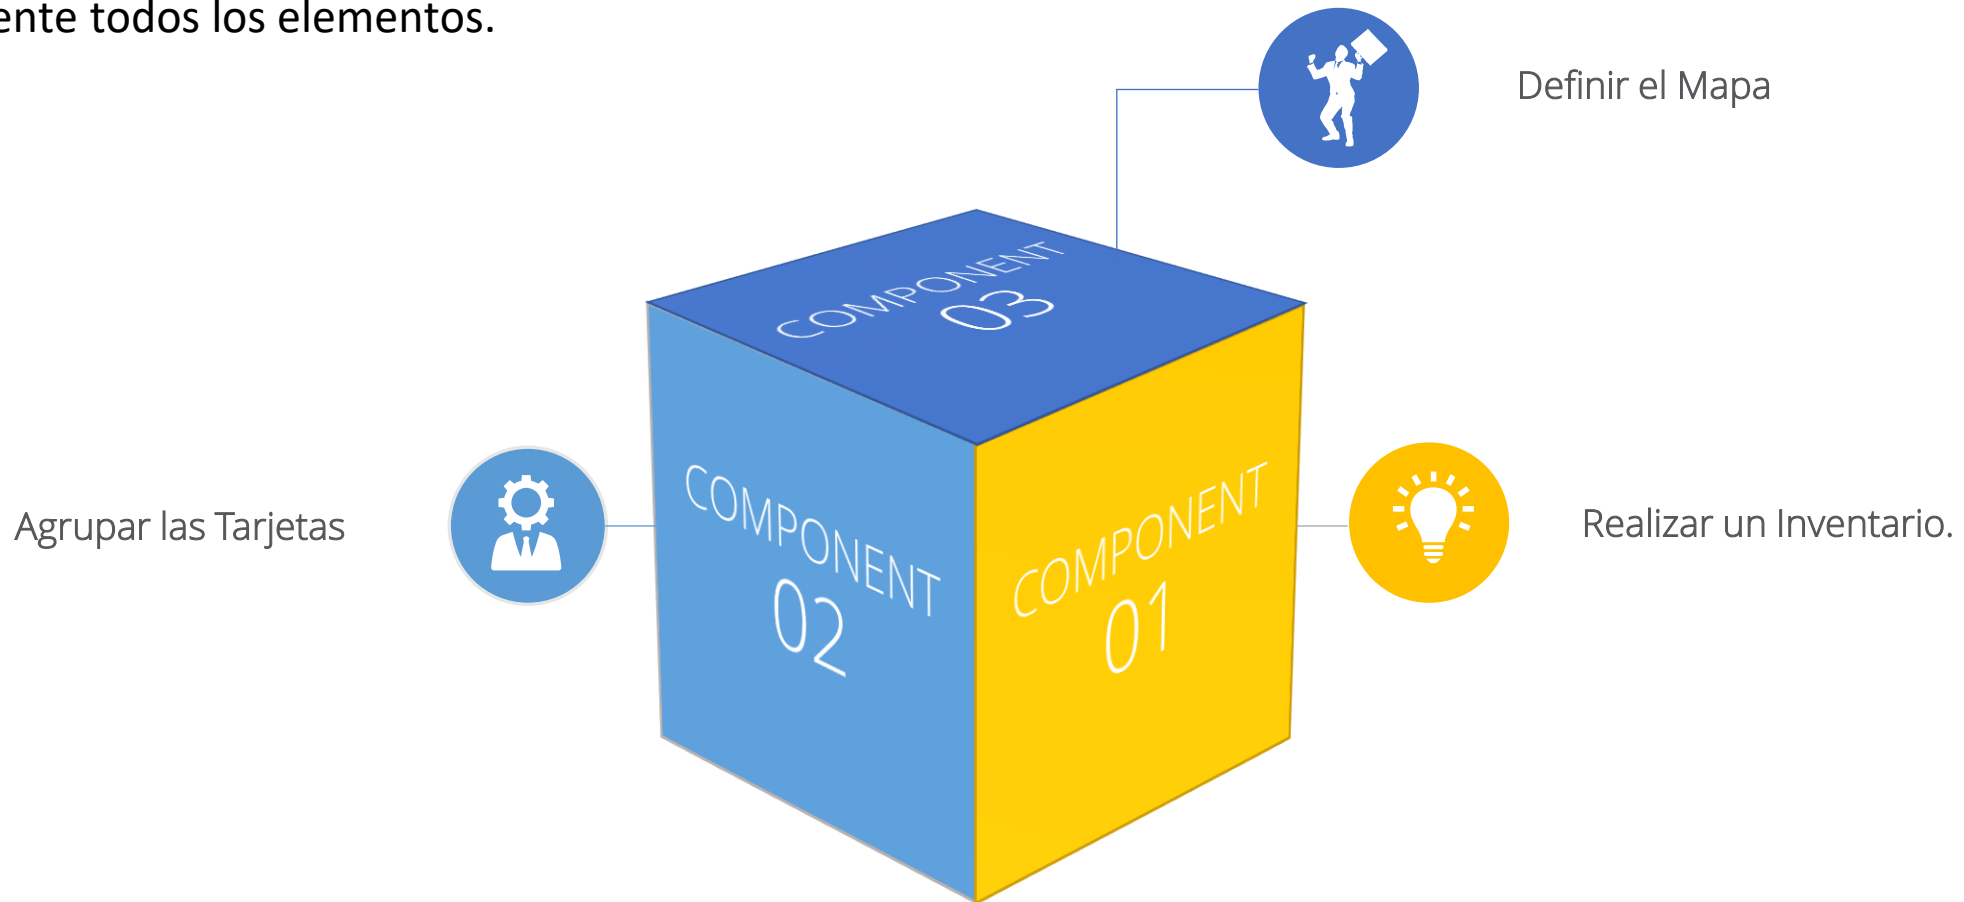 ente todos los elementos.
Definir el Mapa
COMPONENT
03
Agrupar las Tarjetas
COMPONENT
02
COMPONENT
01
Realizar un Inventario.